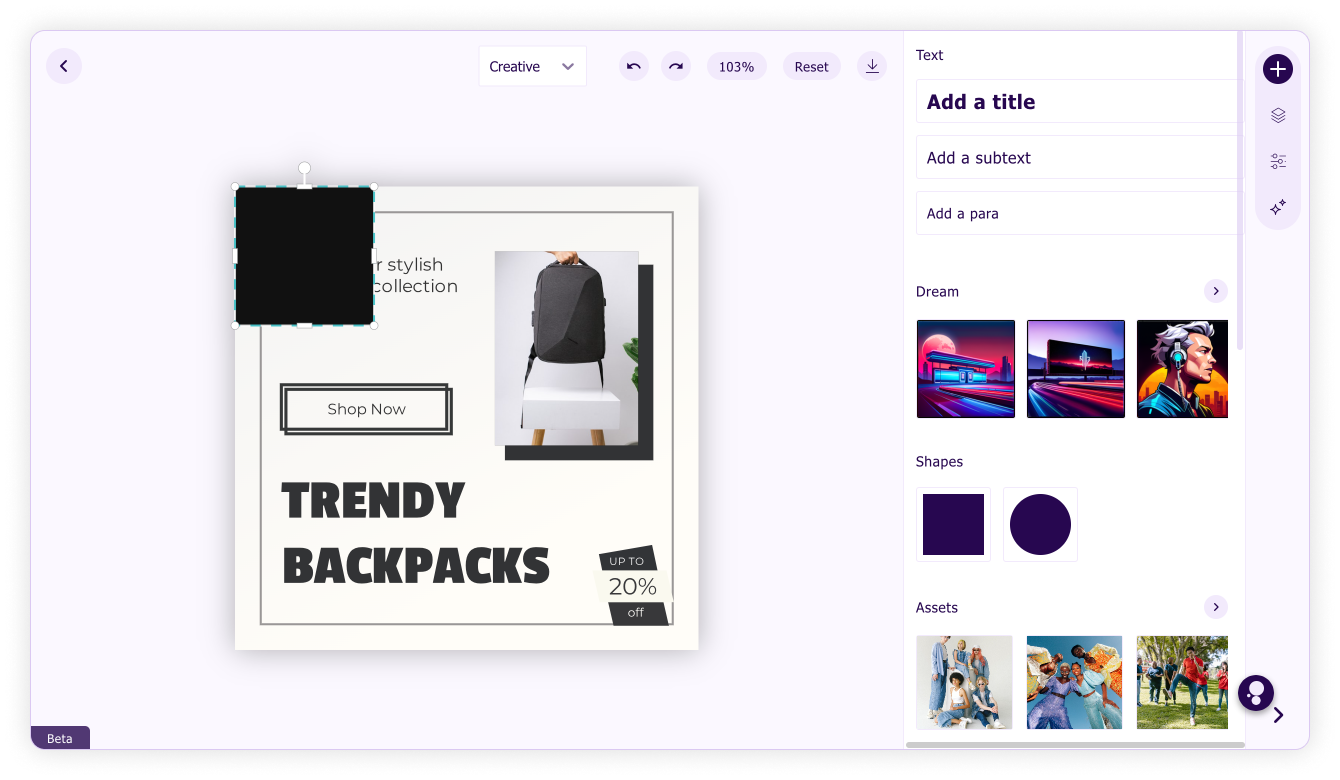 Creative
103%
Reset
Text
Add a title
Add a subtext
Add a para
Dream
Shapes
Assets
r stylish
collection
Shop Now
TRENDY
BACKPACKS
UP TO
20%
off
Beta